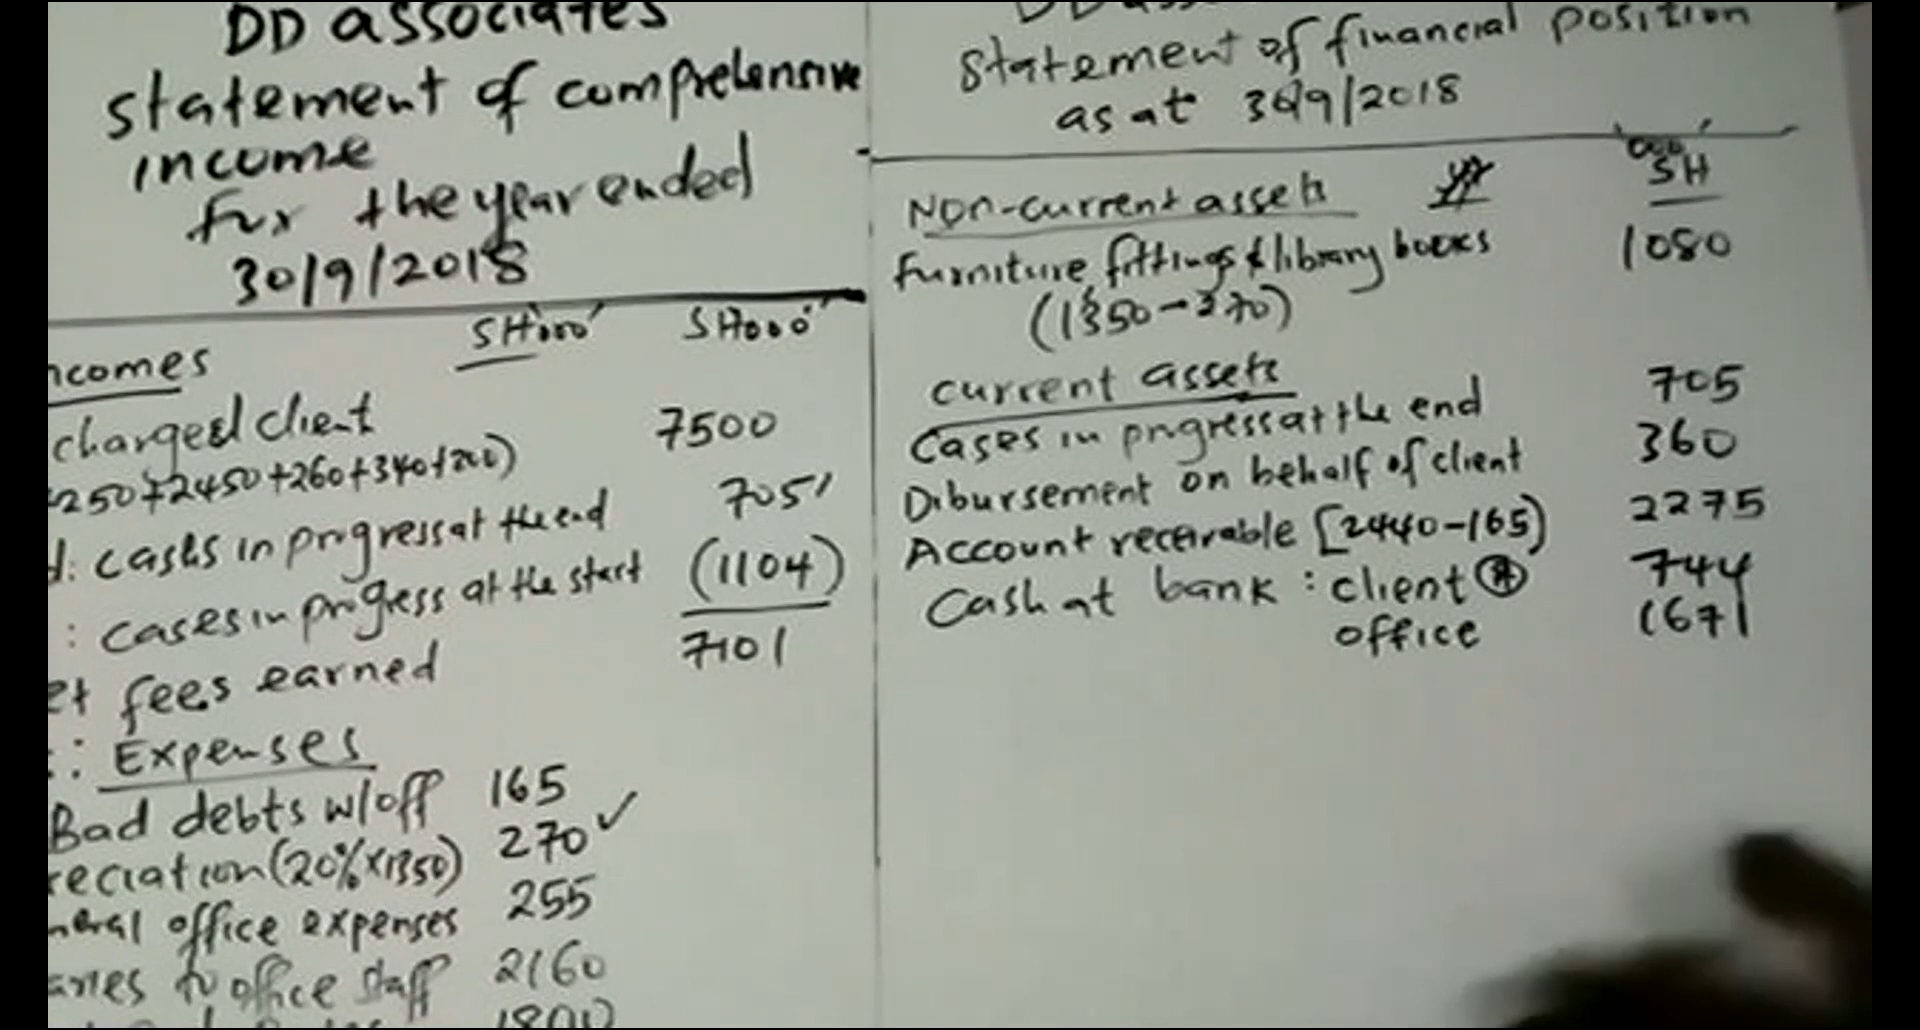 DD associates
statement of comprehensive
income
for the year ended
30/9/2018
SH000' SH000'
ncomes
charged client 7500
250+2450+260+340+200)
d: cases in progress at the end 705
: cases in progress at the start (1104)
et fees earned 7101
: Expenses
Bad debts w/off 165
reciation (20%x1350) 270 ✓
neral office expenses 255
aries to office staff 2160
1800
DD
statement of financial position
as at 30/9/2018
000'
SH
Non-current assets
furniture, fittings & library books 1080
(1350-270)
current assets
Cases in progress at the end 705
Disbursement on behalf of client 360
Account receivable [2440-165) 2275
Cash at bank : client A 744
office 1671